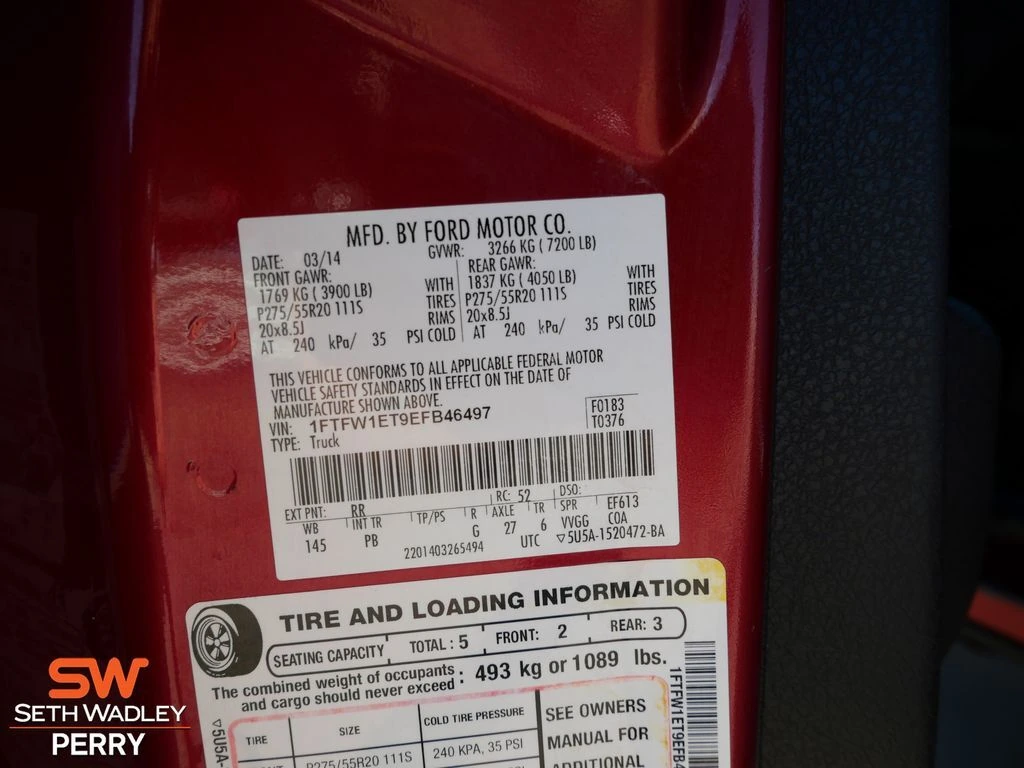 MFD. BY FORD MOTOR CO.
DATE: 03/14 GVWR: 3266 KG ( 7200 LB)
FRONT GAWR: REAR GAWR:
1769 KG ( 3900 LB) WITH 1837 KG ( 4050 LB) WITH
P275/55R20 111S TIRES P275/55R20 111S TIRES
20x8.5J RIMS 20x8.5J RIMS
AT 240 kPa/ 35 PSI COLD AT 240 kPa/ 35 PSI COLD
THIS VEHICLE CONFORMS TO ALL APPLICABLE FEDERAL MOTOR
VEHICLE SAFETY STANDARDS IN EFFECT ON THE DATE OF
MANUFACTURE SHOWN ABOVE.
VIN: 1FTFW1ET9EFB46497 F0183
TYPE: Truck T0376
EXT PNT: RR RC: 52 DSO: EF613
WB INT TR TP/PS R AXLE TR SPR COA
145 PB G 27 6 VVGG
2201403265494 UTC ▽5U5A-1520472-BA
TIRE AND LOADING INFORMATION
SEATING CAPACITY TOTAL : 5 FRONT: 2 REAR: 3
The combined weight of occupants : 493 kg or 1089 lbs.
and cargo should never exceed
TIRE SIZE COLD TIRE PRESSURE SEE OWNERS
P275/55R20 111S 240 KPA, 35 PSI MANUAL FOR
ADDITIONAL
1FTFW1ET9EFB4
▽5U5A-
SW
SETH WADLEY
PERRY